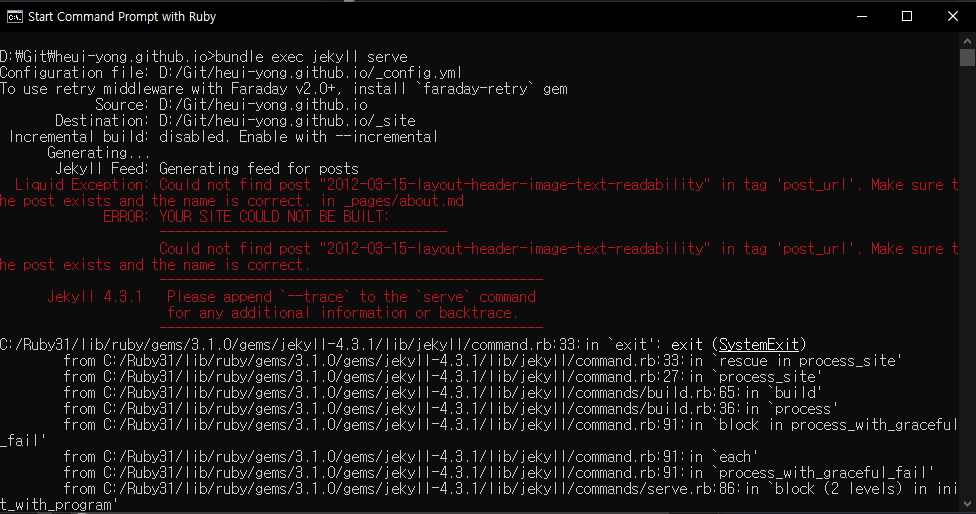 Start Command Prompt with Ruby
D:₩Git₩heui-yong.github.io>bundle exec jekyll serve
Configuration file: D:/Git/heui-yong.github.io/_config.yml
To use retry middleware with Faraday v2.0+, install `faraday-retry` gem
Source: D:/Git/heui-yong.github.io
Destination: D:/Git/heui-yong.github.io/_site
Incremental build: disabled. Enable with --incremental
Generating...
Jekyll Feed: Generating feed for posts
Liquid Exception: Could not find post "2012-03-15-layout-header-image-text-readability" in tag 'post_url'. Make sure t
he post exists and the name is correct. in _pages/about.md
ERROR: YOUR SITE COULD NOT BE BUILT:
------------------------------------
Could not find post "2012-03-15-layout-header-image-text-readability" in tag 'post_url'. Make sure t
he post exists and the name is correct.
------------------------------------------------
Jekyll 4.3.1 Please append `--trace` to the `serve` command
for any additional information or backtrace.
------------------------------------------------
C:/Ruby31/lib/ruby/gems/3.1.0/gems/jekyll-4.3.1/lib/jekyll/command.rb:33:in `exit': exit (SystemExit)
from C:/Ruby31/lib/ruby/gems/3.1.0/gems/jekyll-4.3.1/lib/jekyll/command.rb:33:in `rescue in process_site'
from C:/Ruby31/lib/ruby/gems/3.1.0/gems/jekyll-4.3.1/lib/jekyll/command.rb:27:in `process_site'
from C:/Ruby31/lib/ruby/gems/3.1.0/gems/jekyll-4.3.1/lib/jekyll/commands/build.rb:65:in `build'
from C:/Ruby31/lib/ruby/gems/3.1.0/gems/jekyll-4.3.1/lib/jekyll/commands/build.rb:36:in `process'
from C:/Ruby31/lib/ruby/gems/3.1.0/gems/jekyll-4.3.1/lib/jekyll/command.rb:91:in `block in process_with_graceful
_fail'
from C:/Ruby31/lib/ruby/gems/3.1.0/gems/jekyll-4.3.1/lib/jekyll/command.rb:91:in `each'
from C:/Ruby31/lib/ruby/gems/3.1.0/gems/jekyll-4.3.1/lib/jekyll/command.rb:91:in `process_with_graceful_fail'
from C:/Ruby31/lib/ruby/gems/3.1.0/gems/jekyll-4.3.1/lib/jekyll/commands/serve.rb:86:in `block (2 levels) in ini
t_with_program'